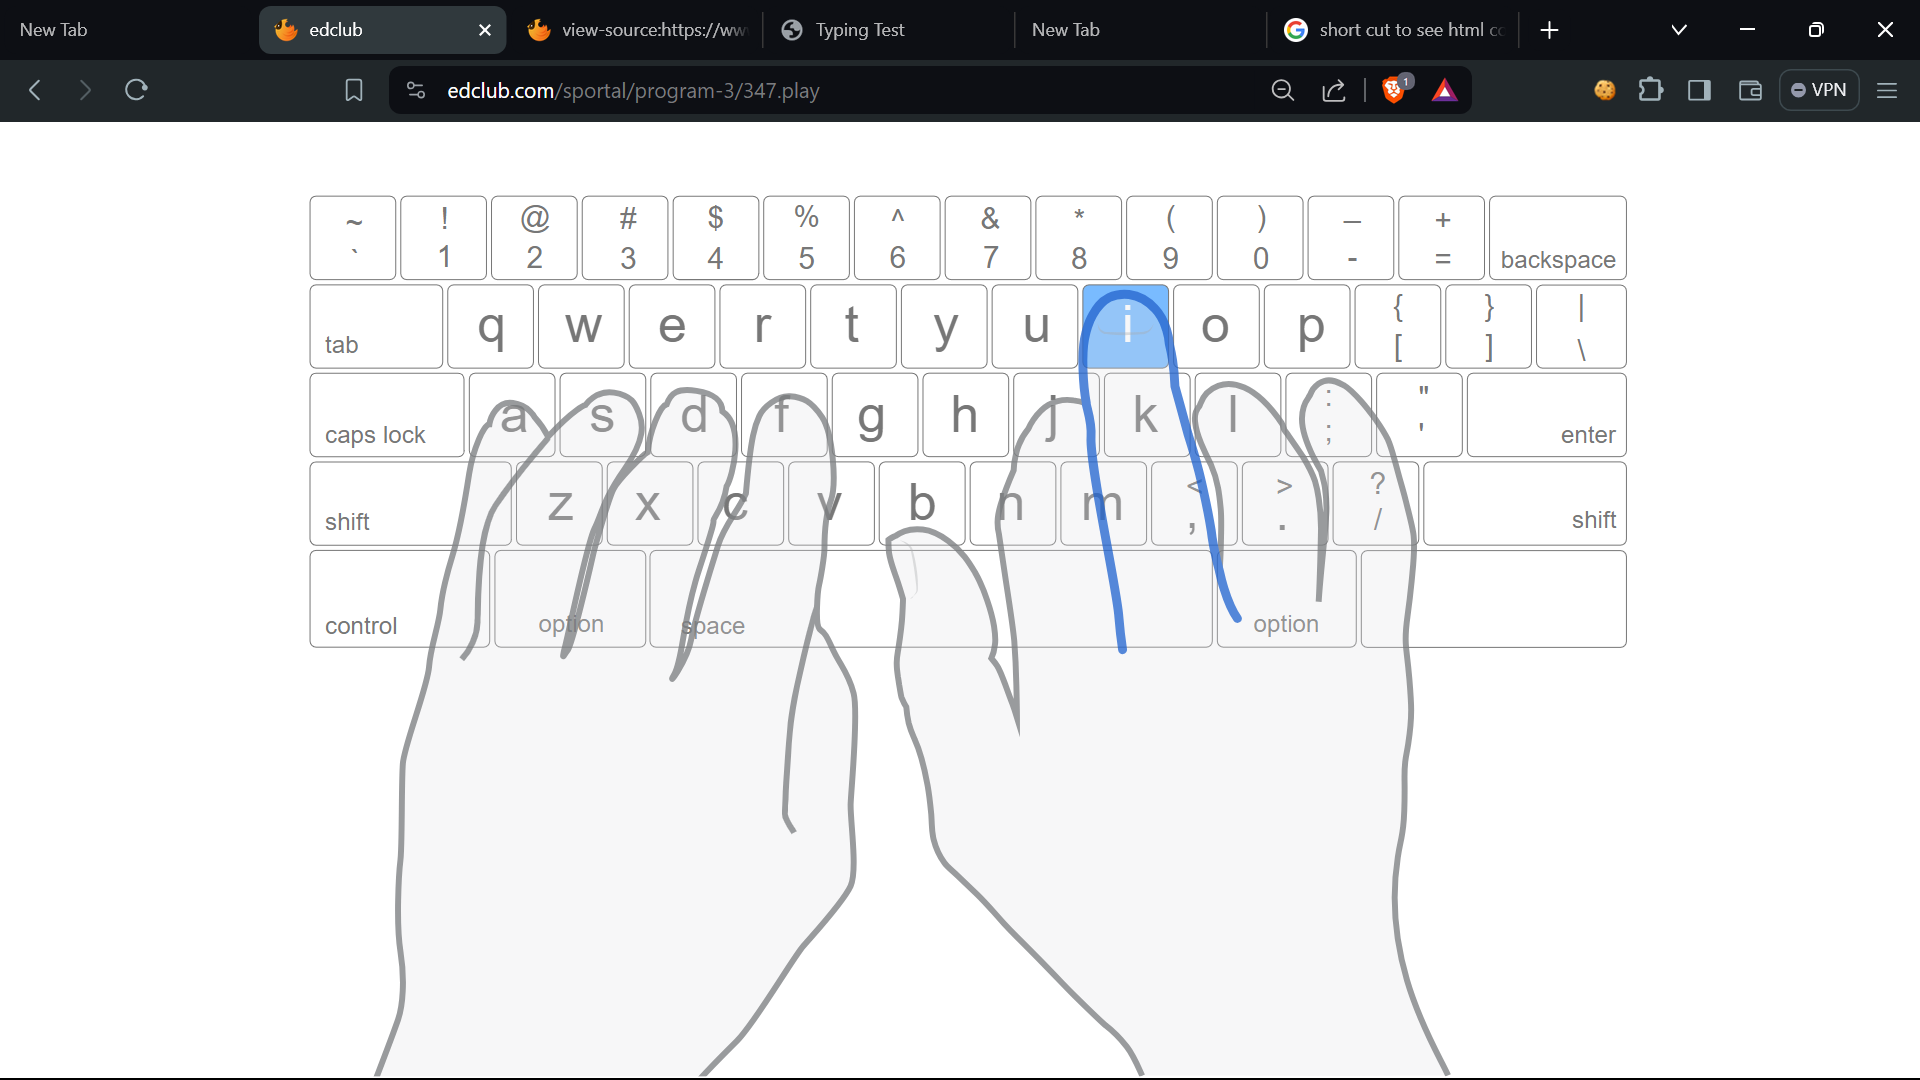 New Tab
edclub
view-source:https://ww
Typing Test
New Tab
short cut to see html cc
edclub.com/sportal/program-3/347.play
1
VPN
~ ! @ # $ % ^ & * ( ) _ +
` 1 2 3 4 5 6 7 8 9 0 - = backspace
tab q w e r t y u i o p { [ } ] | \
caps lock a s d f g h j k l : ; " ' enter
shift z x c v b n m < , > . ? / shift
control option space option